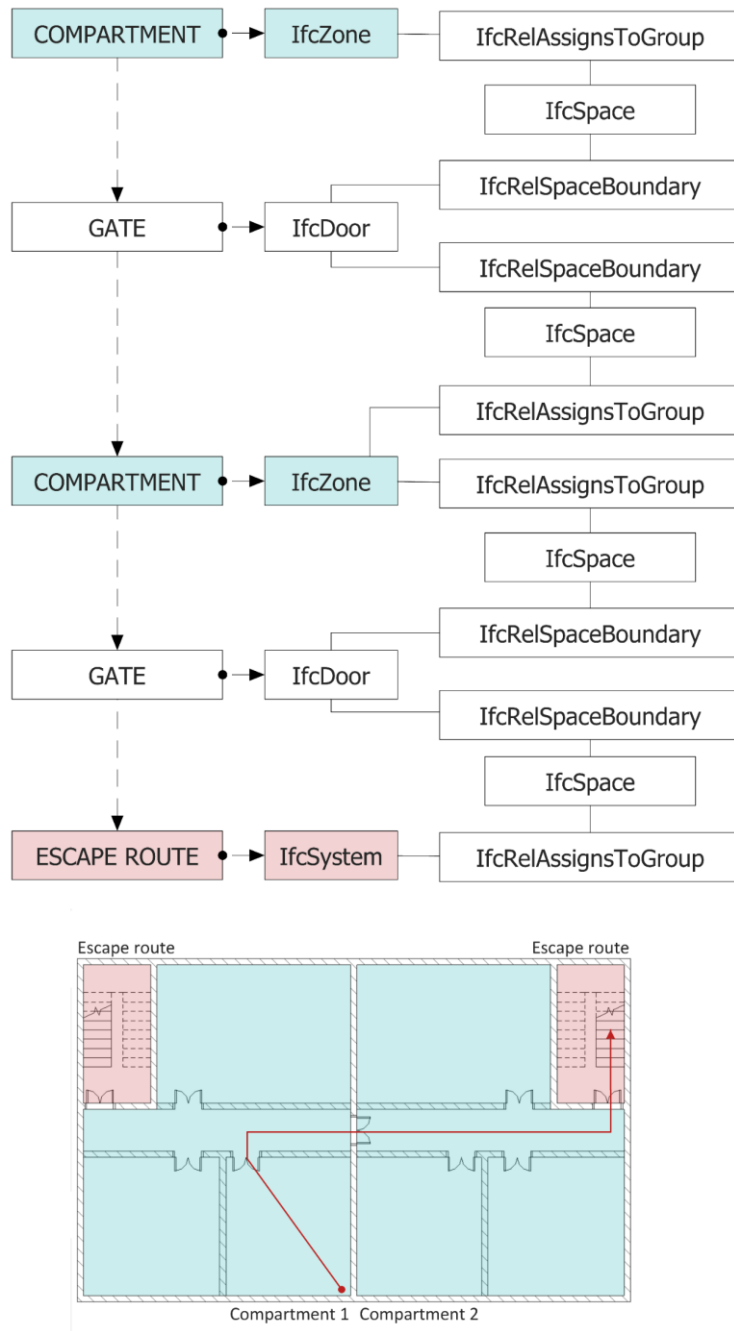 COMPARTMENT
IfcZone
IfcRelAssignsToGroup
IfcSpace
IfcRelSpaceBoundary
GATE
IfcDoor
IfcRelSpaceBoundary
IfcSpace
IfcRelAssignsToGroup
COMPARTMENT
IfcZone
IfcRelAssignsToGroup
IfcSpace
IfcRelSpaceBoundary
GATE
IfcDoor
IfcRelSpaceBoundary
IfcSpace
ESCAPE ROUTE
IfcSystem
IfcRelAssignsToGroup
Escape route
Escape route
Compartment 1
Compartment 2